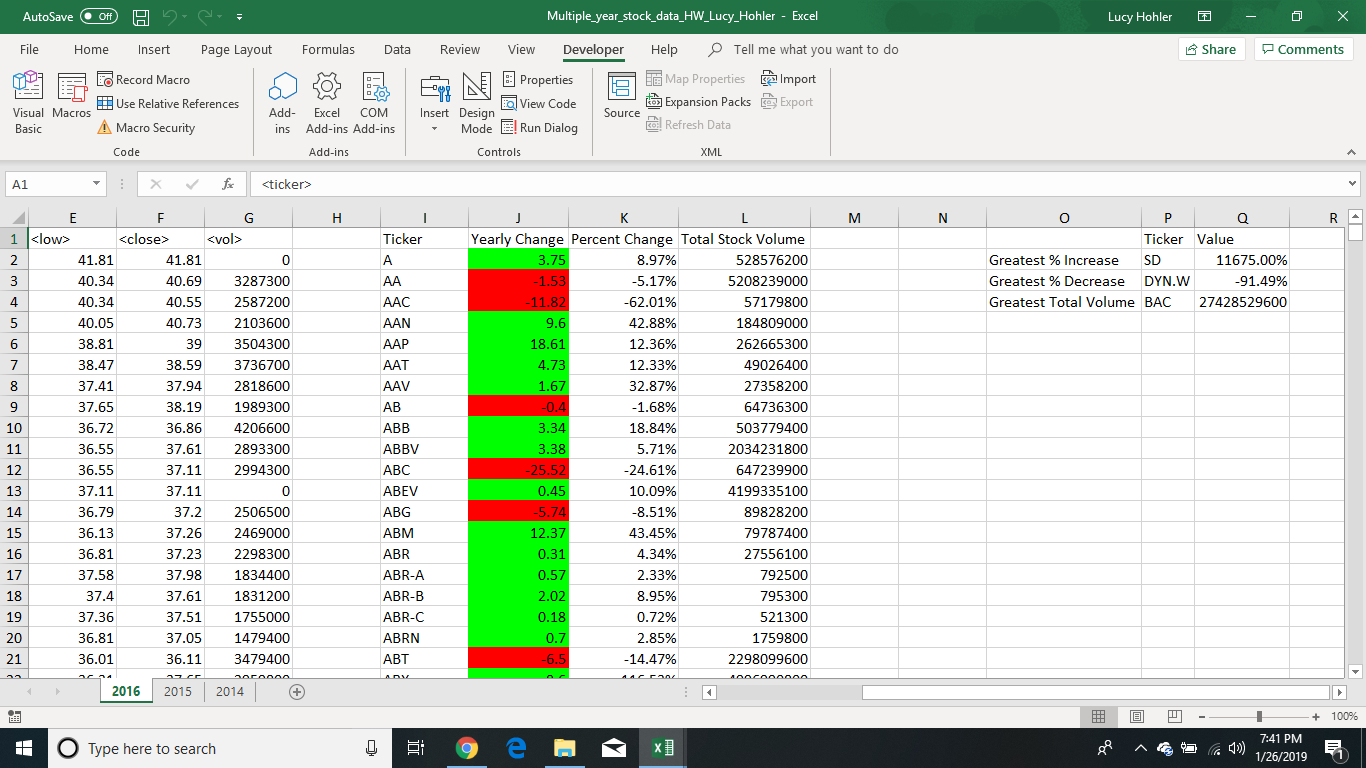 AutoSave Off Multiple_year_stock_data_HW_Lucy_Hohler - Excel Lucy Hohler
File Home Insert Page Layout Formulas Data Review View Developer Help Tell me what you want to do Share Comments
Visual Basic
Macros
Record Macro
Use Relative References
Macro Security
Code
Add-ins
Excel Add-ins
COM Add-ins
Add-ins
Insert
Design Mode
Properties
View Code
Run Dialog
Controls
Source
Map Properties
Expansion Packs
Refresh Data
Import
Export
XML
A1 fx <ticker>
E F G H I J K L M N O P Q R
1 <low> <close> <vol> Ticker Yearly Change Percent Change Total Stock Volume Ticker Value
2 41.81 41.81 0 A 3.75 8.97% 528576200 Greatest % Increase SD 11675.00%
3 40.34 40.69 3287300 AA -1.53 -5.17% 5208239000 Greatest % Decrease DYN.W -91.49%
4 40.34 40.55 2587200 AAC -11.82 -62.01% 57179800 Greatest Total Volume BAC 27428529600
5 40.05 40.73 2103600 AAN 9.6 42.88% 184809000
6 38.81 39 3504300 AAP 18.61 12.36% 262665300
7 38.47 38.59 3736700 AAT 4.73 12.33% 49026400
8 37.41 37.94 2818600 AAV 1.67 32.87% 27358200
9 37.65 38.19 1989300 AB -0.4 -1.68% 64736300
10 36.72 36.86 4206600 ABB 3.34 18.84% 503779400
11 36.55 37.61 2893300 ABBV 3.38 5.71% 2034231800
12 36.55 37.11 2994300 ABC -25.52 -24.61% 647239900
13 37.11 37.11 0 ABEV 0.45 10.09% 4199335100
14 36.79 37.2 2506500 ABG -5.74 -8.51% 89828200
15 36.13 37.26 2469000 ABM 12.37 43.45% 79787400
16 36.81 37.23 2298300 ABR 0.31 4.34% 27556100
17 37.58 37.98 1834400 ABR-A 0.57 2.33% 792500
18 37.4 37.61 1831200 ABR-B 2.02 8.95% 795300
19 37.36 37.51 1755000 ABR-C 0.18 0.72% 521300
20 36.81 37.05 1479400 ABRN 0.7 2.85% 1759800
21 36.01 36.11 3479400 ABT -6.5 -14.47% 2298099600
2016 2015 2014
100%
Type here to search
7:41 PM
1/26/2019
1